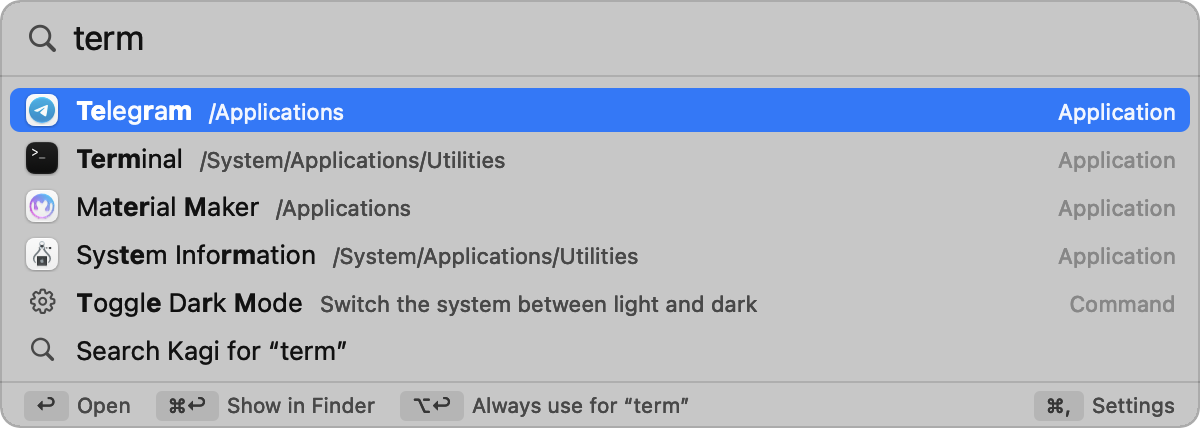 term
Telegram /Applications Application
>_ Terminal /System/Applications/Utilities Application
Material Maker /Applications Application
System Information /System/Applications/Utilities Application
Toggle Dark Mode Switch the system between light and dark Command
Search Kagi for “term”
↩ Open ⌘↩ Show in Finder ⌥↩ Always use for “term” ⌘, Settings